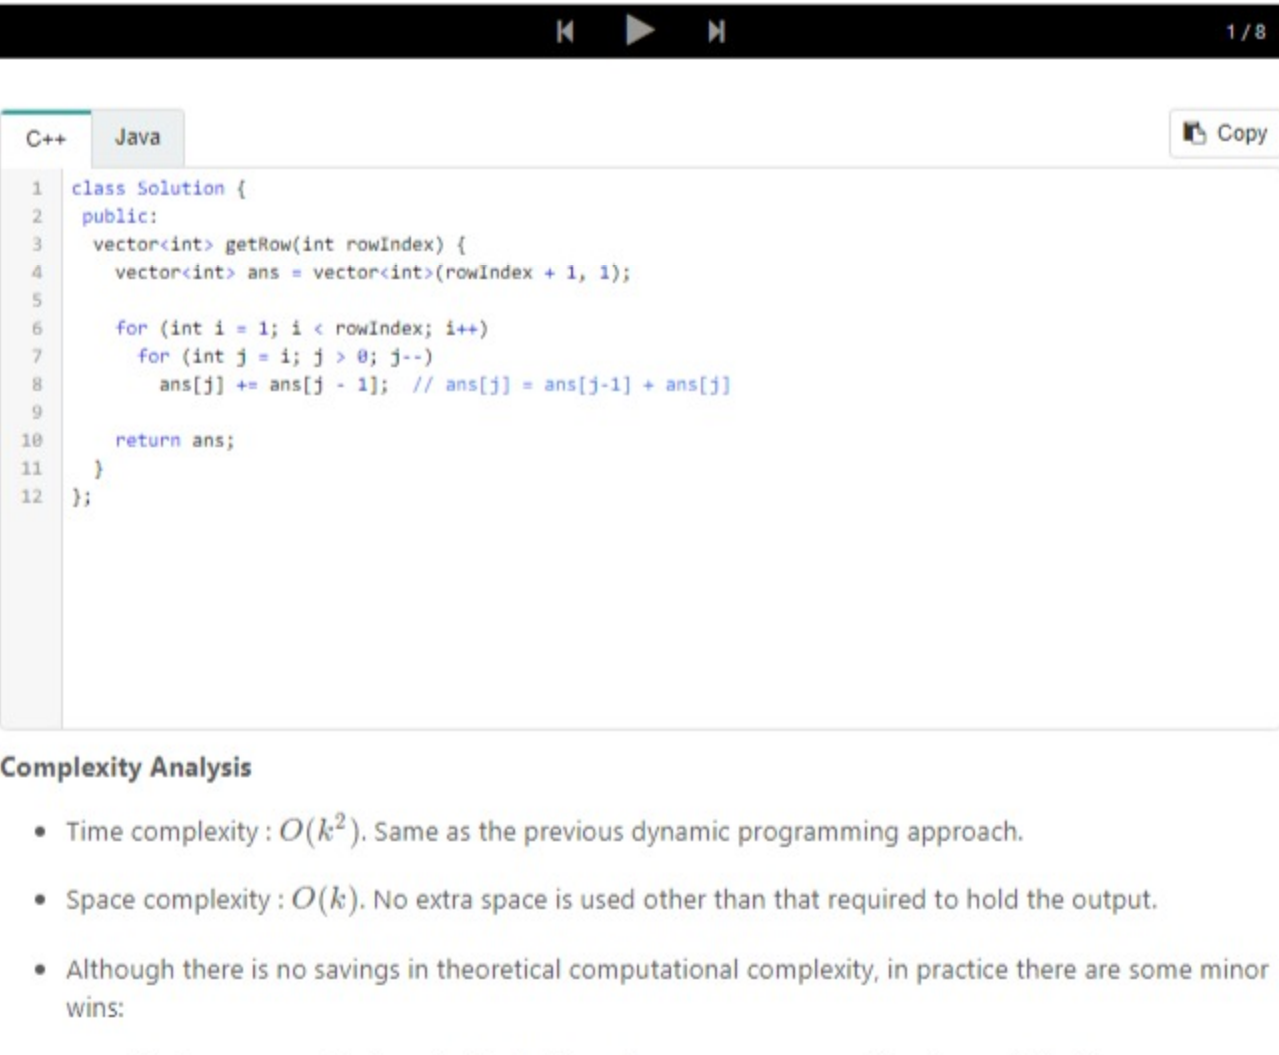 1 / 8
C++ Java Copy
1 class Solution {
2 public:
3 vector<int> getRow(int rowIndex) {
4 vector<int> ans = vector<int>(rowIndex + 1, 1);
5
6 for (int i = 1; i < rowIndex; i++)
7 for (int j = i; j > 0; j--)
8 ans[j] += ans[j - 1]; // ans[j] = ans[j-1] + ans[j]
9
10 return ans;
11 }
12 };
Complexity Analysis
• Time complexity : O(k²). Same as the previous dynamic programming approach.
• Space complexity : O(k). No extra space is used other than that required to hold the output.
• Although there is no savings in theoretical computational complexity, in practice there are some minor
wins: